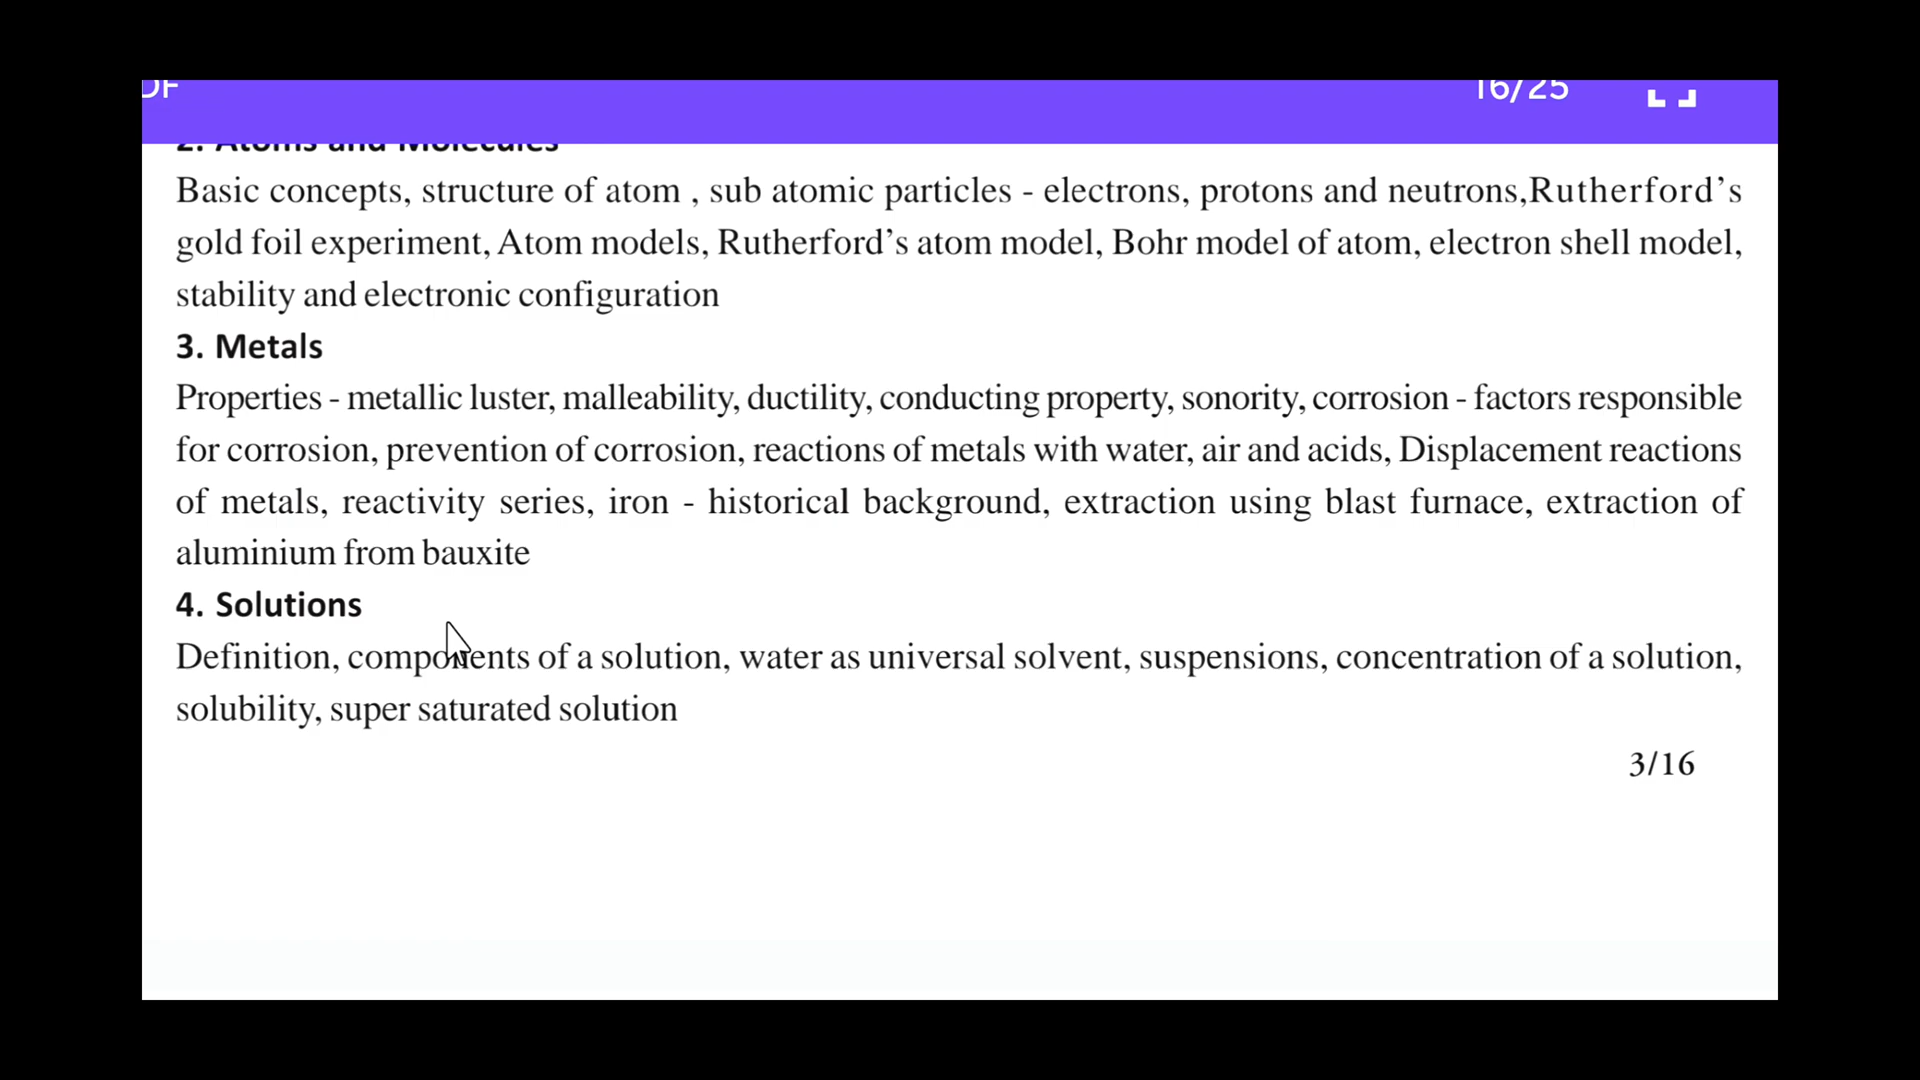 DF 16/25
2. Atoms and Molecules
Basic concepts, structure of atom , sub atomic particles - electrons, protons and neutrons,Rutherford’s
gold foil experiment, Atom models, Rutherford’s atom model, Bohr model of atom, electron shell model,
stability and electronic configuration
3. Metals
Properties - metallic luster, malleability, ductility, conducting property, sonority, corrosion - factors responsible
for corrosion, prevention of corrosion, reactions of metals with water, air and acids, Displacement reactions
of metals, reactivity series, iron - historical background, extraction using blast furnace, extraction of
aluminium from bauxite
4. Solutions
Definition, components of a solution, water as universal solvent, suspensions, concentration of a solution,
solubility, super saturated solution
3/16